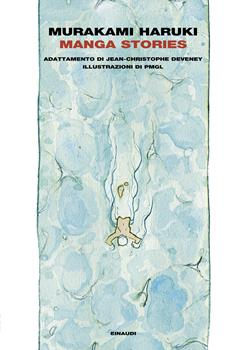 MURAKAMI HARUKI
MANGA STORIES
ADATTAMENTO DI JEAN-CHRISTOPHE DEVENEY
ILLUSTRAZIONI DI PMGL
EINAUDI